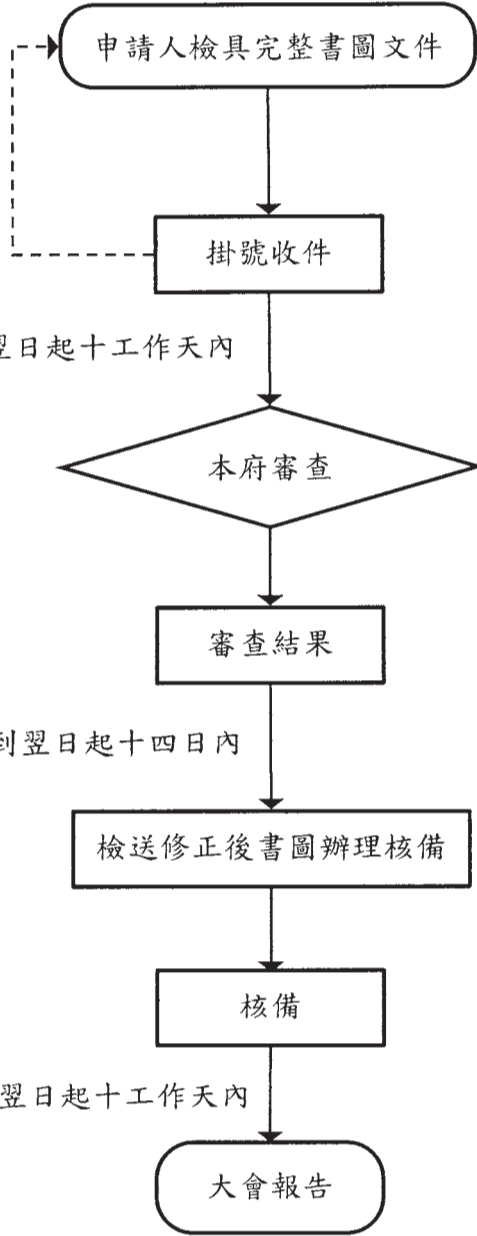 申請人檢具完整書圖文件
掛號收件
翌日起十工作天內
本府審查
審查結果
到翌日起十四日內
檢送修正後書圖辦理核備
核備
翌日起十工作天內
大會報告